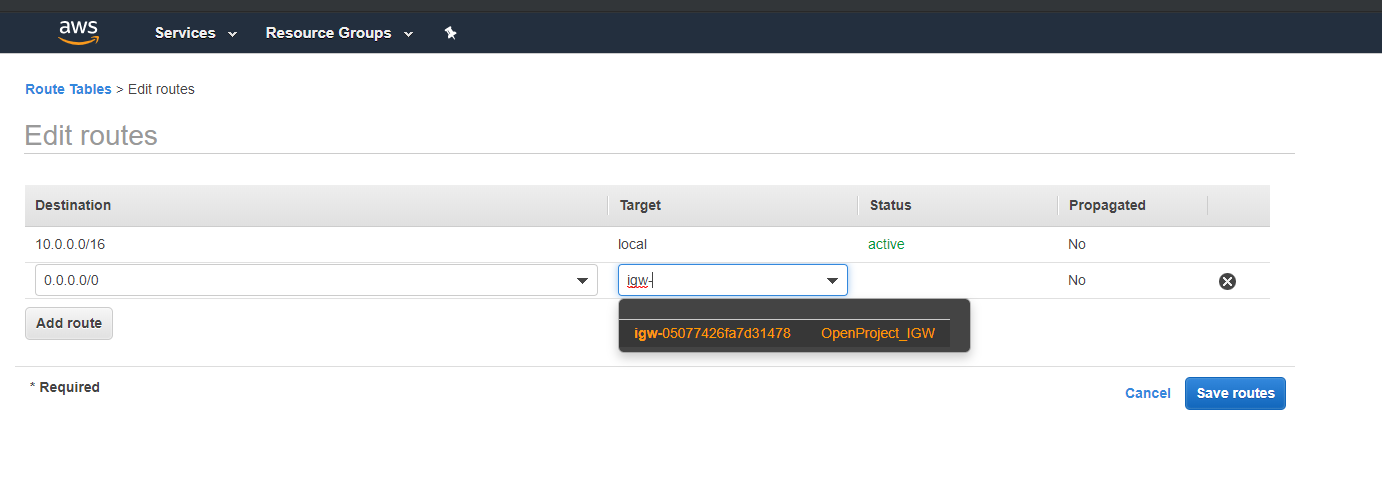 aws Services Resource Groups
Route Tables > Edit routes
Edit routes
Destination Target Status Propagated
10.0.0.0/16 local active No
0.0.0.0/0 igw- No
Add route
igw-05077426fa7d31478 OpenProject_IGW
* Required
Cancel Save routes